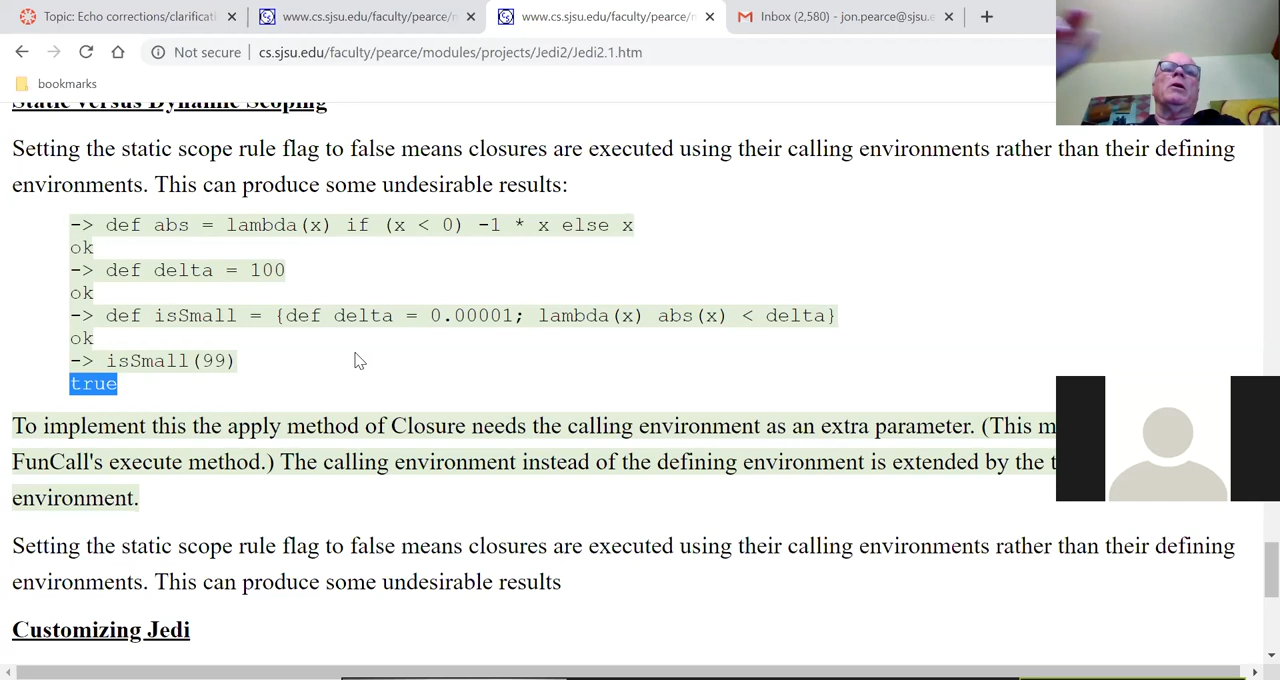 Topic: Echo corrections/clarificati
www.cs.sjsu.edu/faculty/pearce/
www.cs.sjsu.edu/faculty/pearce/
Inbox (2,580) - jon.pearce@sjsu.e
Not secure
cs.sjsu.edu/faculty/pearce/modules/projects/Jedi2/Jedi2.1.htm
bookmarks
Static versus Dynamic Scoping
Setting the static scope rule flag to false means closures are executed using their calling environments rather than their defining
environments. This can produce some undesirable results:
-> def abs = lambda(x) if (x < 0) -1 * x else x
ok
-> def delta = 100
ok
-> def isSmall = {def delta = 0.00001; lambda(x) abs(x) < delta}
ok
-> isSmall(99)
true
To implement this the apply method of Closure needs the calling environment as an extra parameter. (This m
FunCall's execute method.) The calling environment instead of the defining environment is extended by the t
environment.
Setting the static scope rule flag to false means closures are executed using their calling environments rather than their defining
environments. This can produce some undesirable results
Customizing Jedi